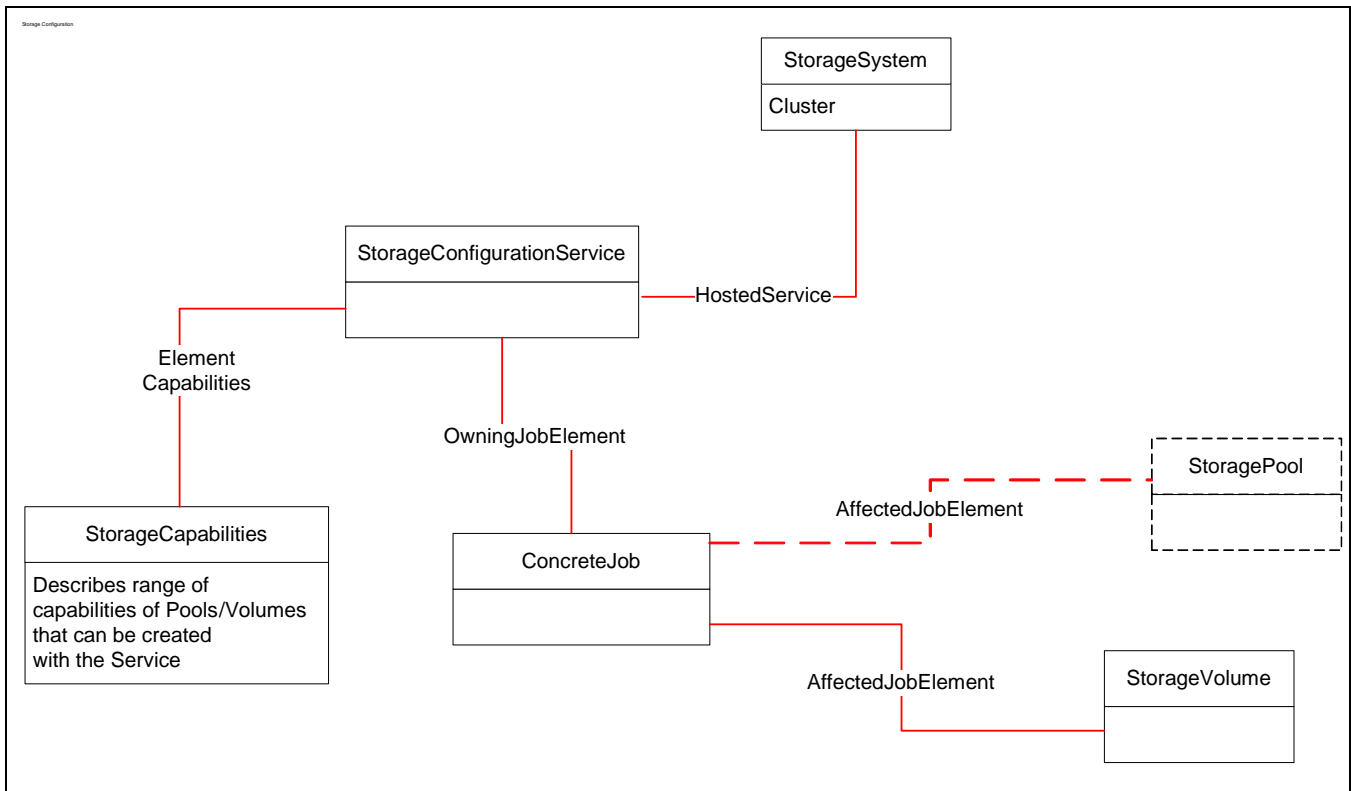 Storage Configuration
StorageSystem
Cluster
StorageConfigurationService
HostedService
Element
Capabilities
OwningJobElement
StoragePool
AffectedJobElement
StorageCapabilities
Describes range of
capabilities of Pools/Volumes
that can be created
with the Service
ConcreteJob
AffectedJobElement
StorageVolume